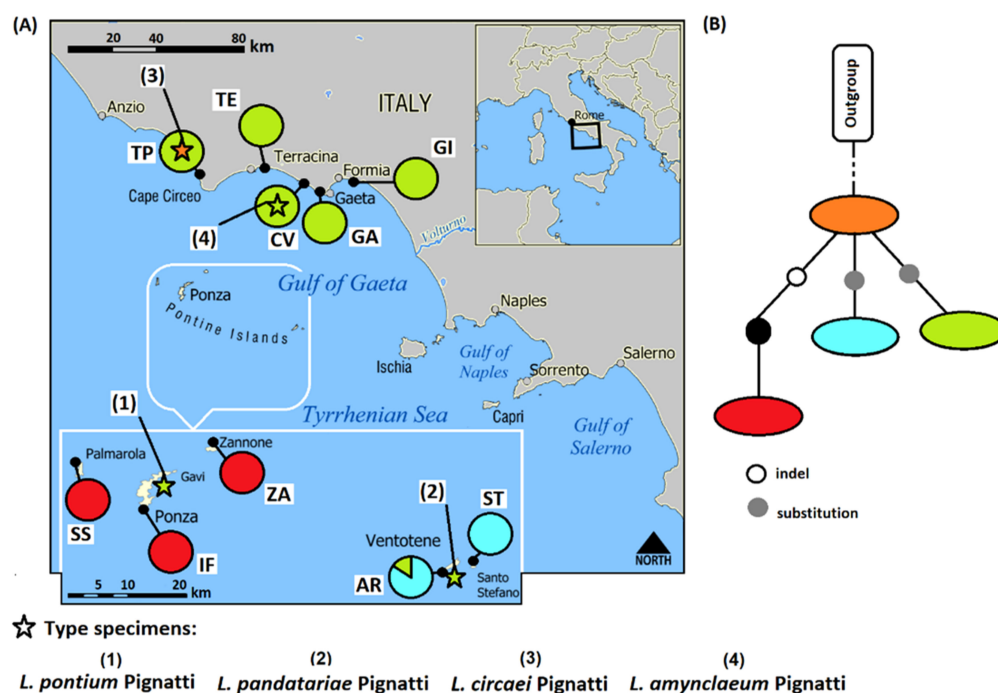 (A)
20 40 80
km
(3)
ITALY
Anzio
TE
TP
Terracina
Formia
GI
Cape Circeo
Gaeta
(4)
CV
GA
Volturno
Rome
Gulf of Gaeta
Ponza
Pontine Islands
Naples
Ischia
Gulf of
Naples
Sorrento
Salerno
Capri
Tyrrhenian Sea
Gulf of
Salerno
(1)
Zannone
Palmarola
Gavi
ZA
(2)
ST
SS
Ponza
Ventotene
IF
AR
Santo
Stefano
NORTH
5 10 20
km
(B)
Outgroup
indel
substitution
Type specimens:
(1) (2) (3) (4)
L. pontium Pignatti L. pandatariae Pignatti L. circaei Pignatti L. amynclaeum Pignatti